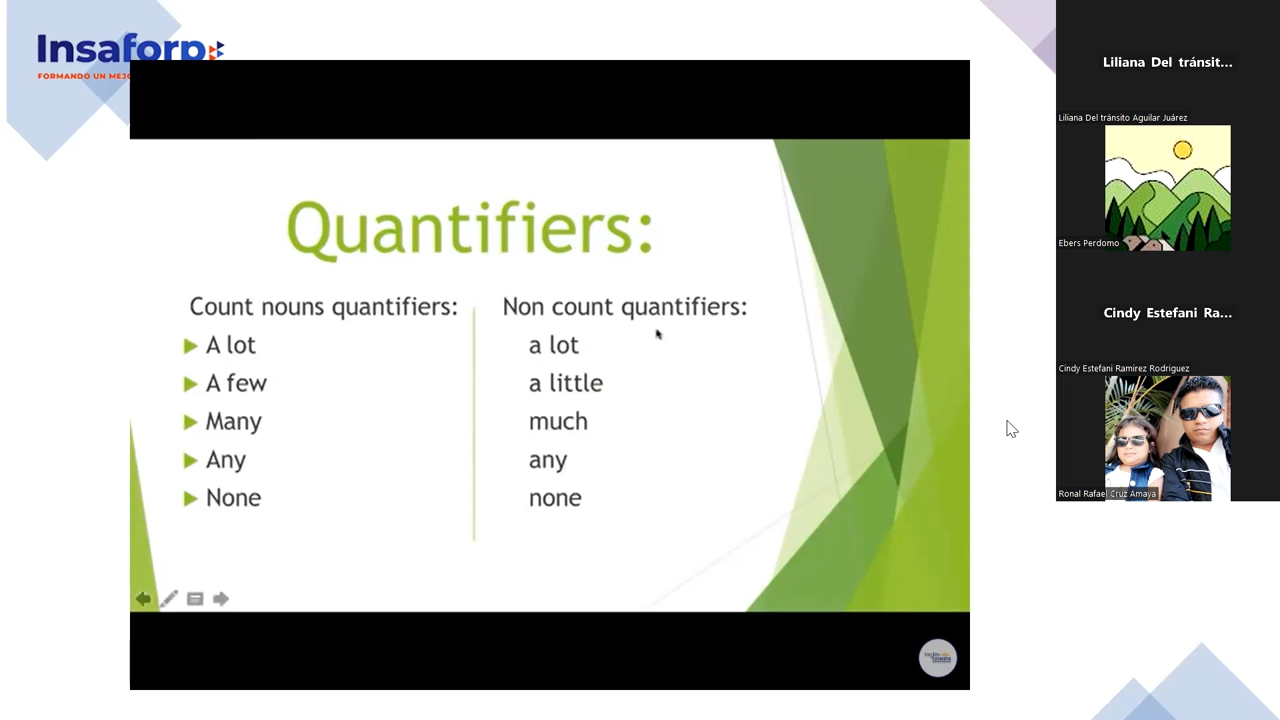 Insaforp
FORMANDO UN MEJO
Quantifiers:
Count nouns quantifiers:
A lot
A few
Many
Any
None
Non count quantifiers:
a lot
a little
much
any
none
Liliana Del tránsit...
Liliana Del tránsito Aguilar Juárez
Ebers Perdomo
Cindy Estefani Ra...
Cindy Estefani Ramirez Rodriguez
Ronal Rafael Cruz Amaya